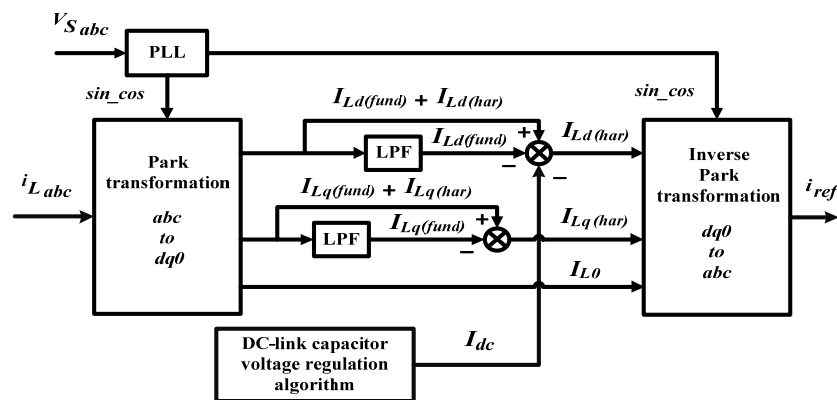 V_S abc
PLL
sin_cos
sin_cos
I_Ld(fund) + I_Ld(har)
+
I_Ld(fund)
I_Ld(har)
LPF
−
−
Park
transformation
abc
to
dq0
i_L abc
I_Lq(fund) + I_Lq(har)
+
I_Lq(fund)
I_Lq(har)
LPF
−
I_L0
Inverse
Park
transformation
dq0
to
abc
i_ref
DC-link capacitor
voltage regulation
algorithm
I_dc